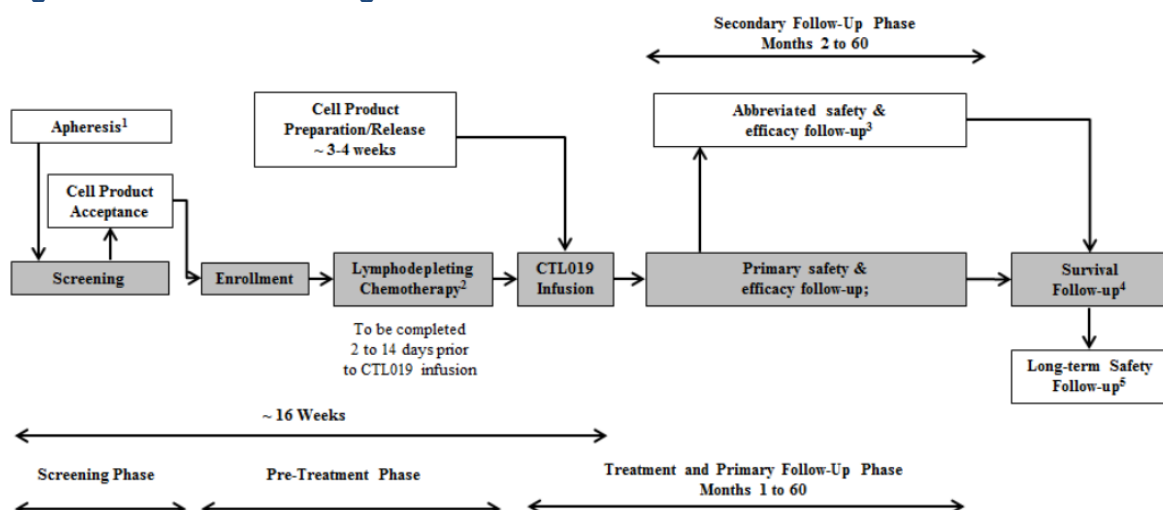 Secondary Follow-Up Phase
Months 2 to 60
Apheresis1
Cell Product
Preparation/Release
~ 3-4 weeks
Abbreviated safety &
efficacy follow-up3
Cell Product
Acceptance
Screening
Enrollment
Lymphodepleting
Chemotherapy2
CTL019
Infusion
Primary safety &
efficacy follow-up;
Survival
Follow-up4
To be completed
2 to 14 days prior
to CTL019 infusion
Long-term Safety
Follow-up5
~ 16 Weeks
Screening Phase
Pre-Treatment Phase
Treatment and Primary Follow-Up Phase
Months 1 to 60